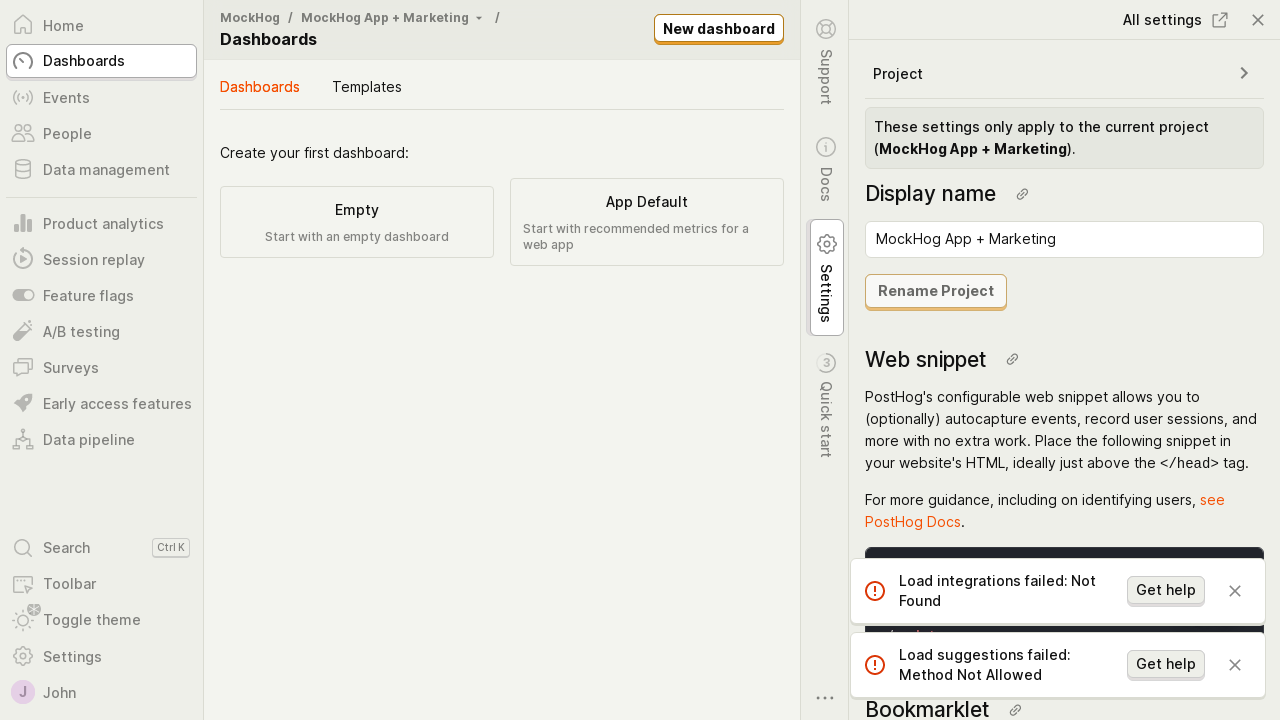 Home
Dashboards
Events
People
Data management
Product analytics
Session replay
Feature flags
A/B testing
Surveys
Early access features
Data pipeline
Search
Ctrl K
Toolbar
Toggle theme
Settings
J
John
MockHog / MockHog App + Marketing /
Dashboards
New dashboard
Dashboards
Templates
Create your first dashboard:
Empty
Start with an empty dashboard
App Default
Start with recommended metrics for a
web app
Support
Docs
Settings
3
Quick start
All settings
Project
These settings only apply to the current project
(MockHog App + Marketing).
Display name
MockHog App + Marketing
Rename Project
Web snippet
PostHog's configurable web snippet allows you to
(optionally) autocapture events, record user sessions, and
more with no extra work. Place the following snippet in
your website's HTML, ideally just above the </head> tag.
For more guidance, including on identifying users, see
PostHog Docs.
Load integrations failed: Not
Found
Get help
Load suggestions failed:
Method Not Allowed
Get help
Bookmarklet